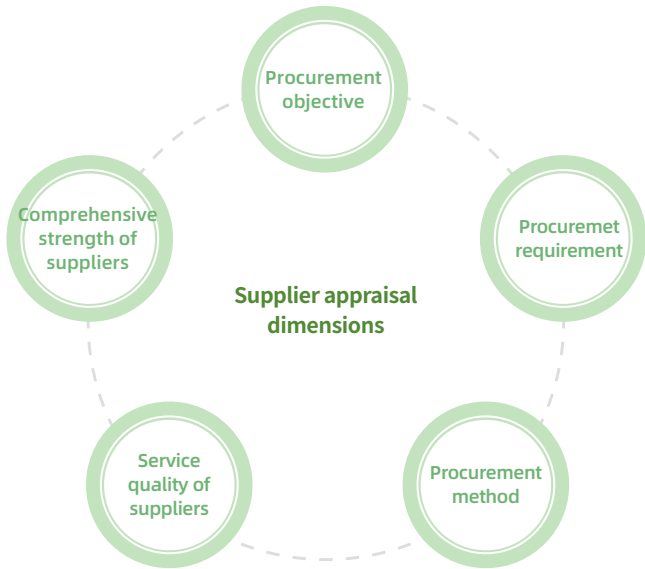 Procurement
objective
Comprehensive
strength of
suppliers
Procuremet
requirement
Supplier appraisal
dimensions
Service
quality of
suppliers
Procurement
method